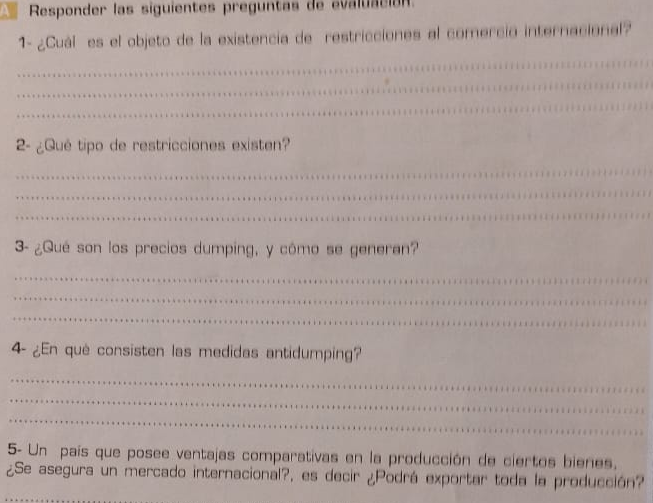 A Responder las siguientes preguntas de evaluación.
1- ¿Cuál es el objeto de la existencia de restricciones al comercio internacional?
2- ¿Qué tipo de restricciones existen?
3- ¿Qué son los precios dumping, y cómo se generan?
4- ¿En qué consisten las medidas antidumping?
5- Un país que posee ventajas comparativas en la producción de ciertos bienes,
¿Se asegura un mercado internacional?, es decir ¿Podrá exportar toda la producción?